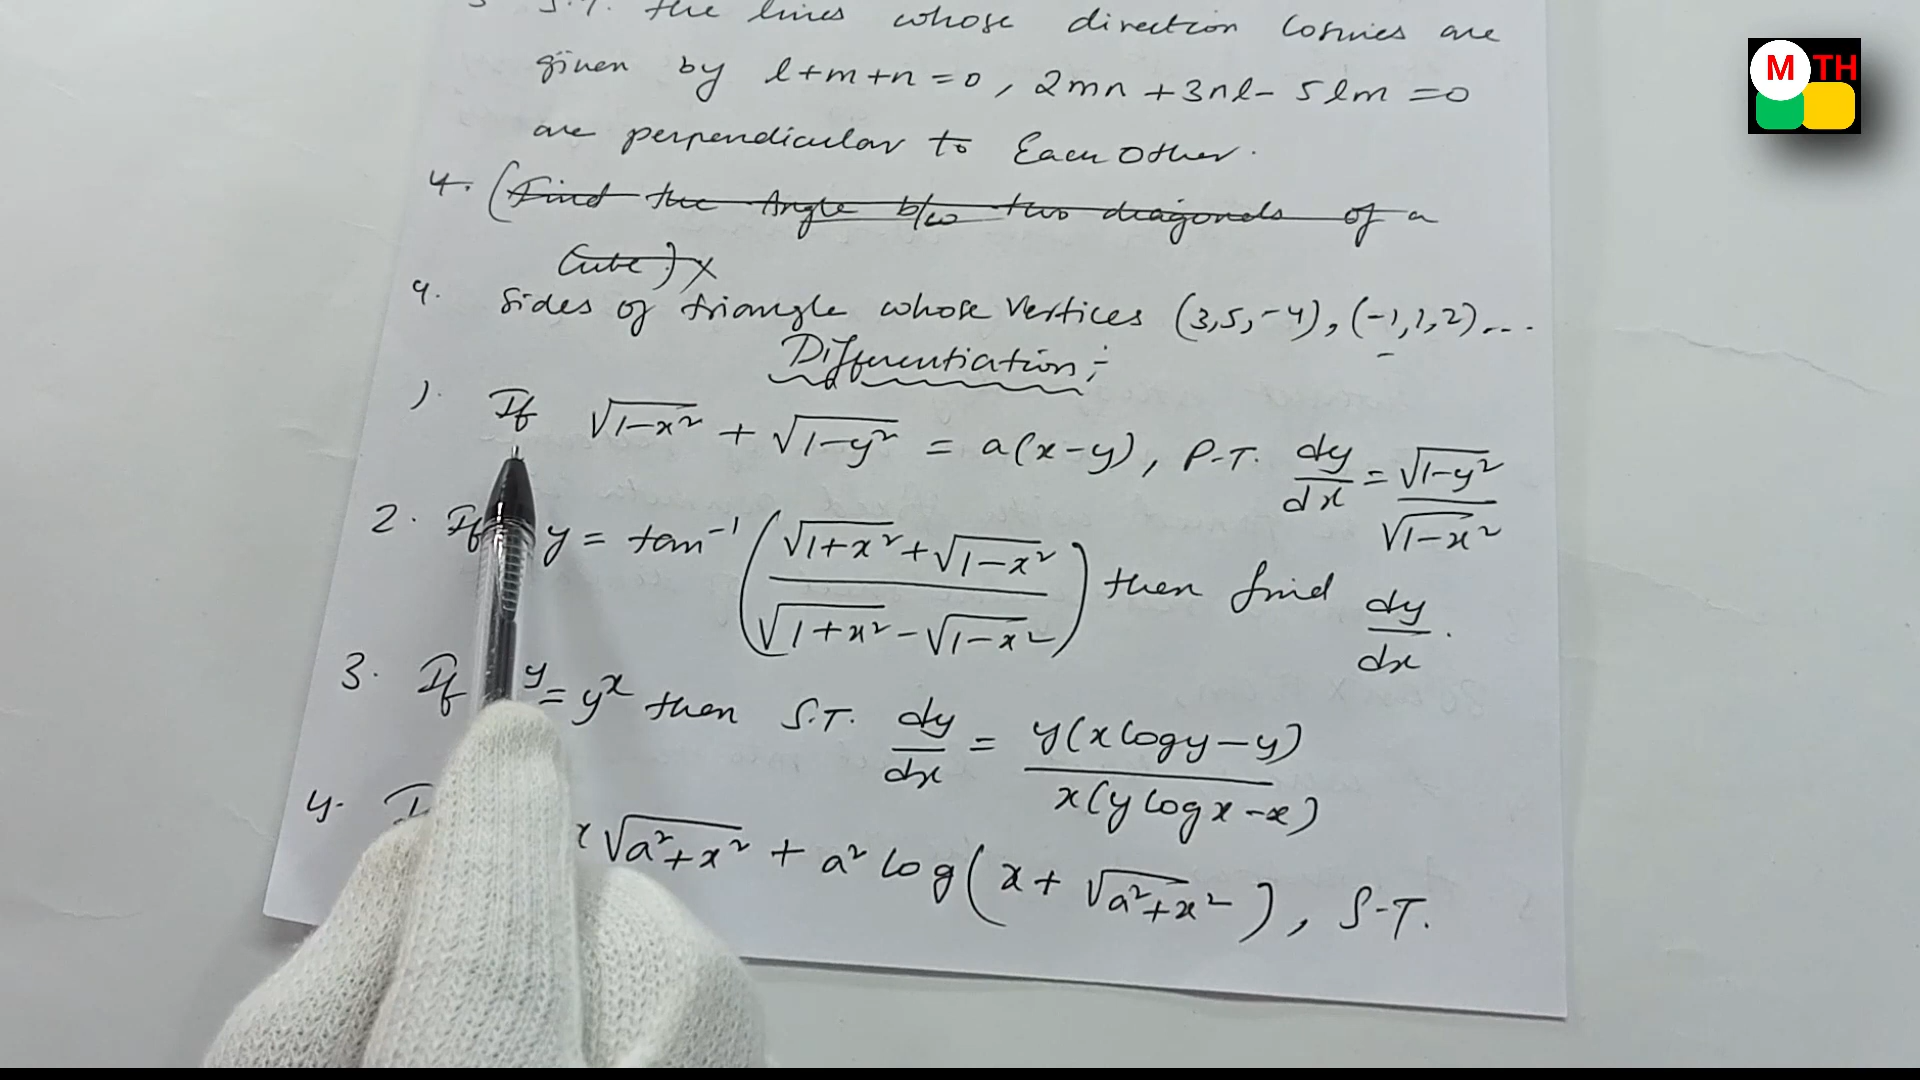 S.T. the lines whose direction Cosines are
given by l+m+n=0, 2mn+3nl-5lm=0
are perpendicular to Each Other.
4. (Find the Angle b/w two diagonals of a
Cube) X
4. Sides of triangle whose Vertices (3,5,-4), (-1,1,2)...
Differentiation:
1). If √1-x² + √1-y² = a(x-y), P.T. dy/dx = √1-y²/√1-x²
2. If y = tan⁻¹(√1+x²+√1-x²/√1+x²-√1-x²) then find dy/dx.
3. If y = yˣ then S.T. dy/dx = y(x log y - y)/x(y log x - x)
4. x√a²+x² + a² log(x+√a²+x²), S.T.
M TH